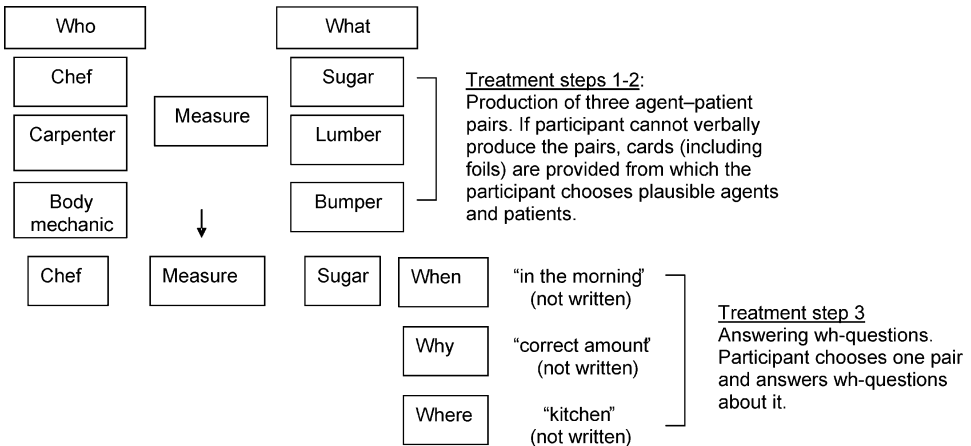 Who
What
Chef
Measure
Sugar
Carpenter
Lumber
Body
mechanic
Bumper
Treatment steps 1-2:
Production of three agent–patient
pairs. If participant cannot verbally
produce the pairs, cards (including
foils) are provided from which the
participant chooses plausible agents
and patients.
Chef
Measure
Sugar
When
“in the morning”
(not written)
Why
“correct amount”
(not written)
Where
“kitchen”
(not written)
Treatment step 3
Answering wh-questions.
Participant chooses one pair
and answers wh-questions
about it.